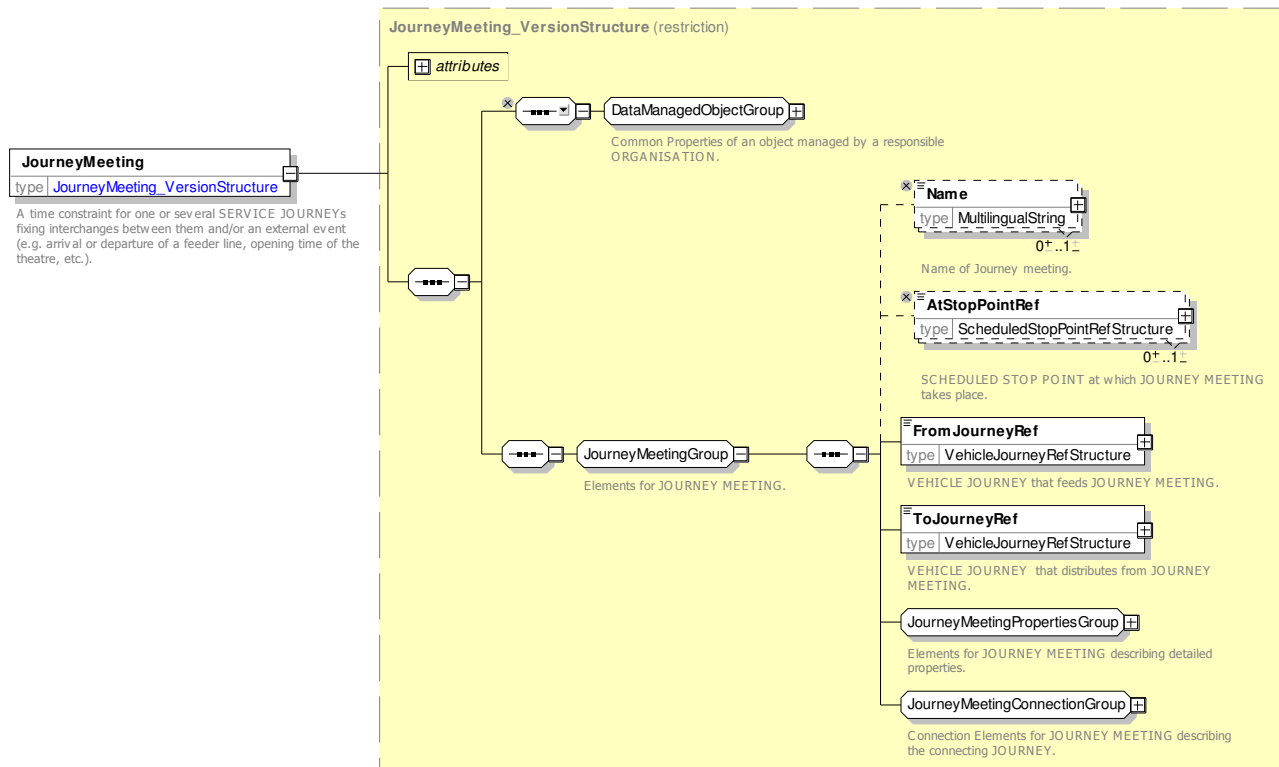 JourneyMeeting_VersionStructure (restriction)
attributes
DataManagedObjectGroup
Common Properties of an object managed by a responsible
ORGANISATION.
JourneyMeeting
type JourneyMeeting_VersionStructure
A time constraint for one or several SERVICE JOURNEYs
fixing interchanges between them and/or an external event
(e.g. arrival or departure of a feeder line, opening time of the
theatre, etc.).
Name
type MultilingualString
0..1
Name of Journey meeting.
AtStopPointRef
type ScheduledStopPointRefStructure
0..1
SCHEDULED STOP POINT at which JOURNEY MEETING
takes place.
JourneyMeetingGroup
Elements for JOURNEY MEETING.
FromJourneyRef
type VehicleJourneyRefStructure
VEHICLE JOURNEY that feeds JOURNEY MEETING.
ToJourneyRef
type VehicleJourneyRefStructure
VEHICLE JOURNEY that distributes from JOURNEY
MEETING.
JourneyMeetingPropertiesGroup
Elements for JOURNEY MEETING describing detailed
properties.
JourneyMeetingConnectionGroup
Connection Elements for JOURNEY MEETING describing
the connecting JOURNEY.